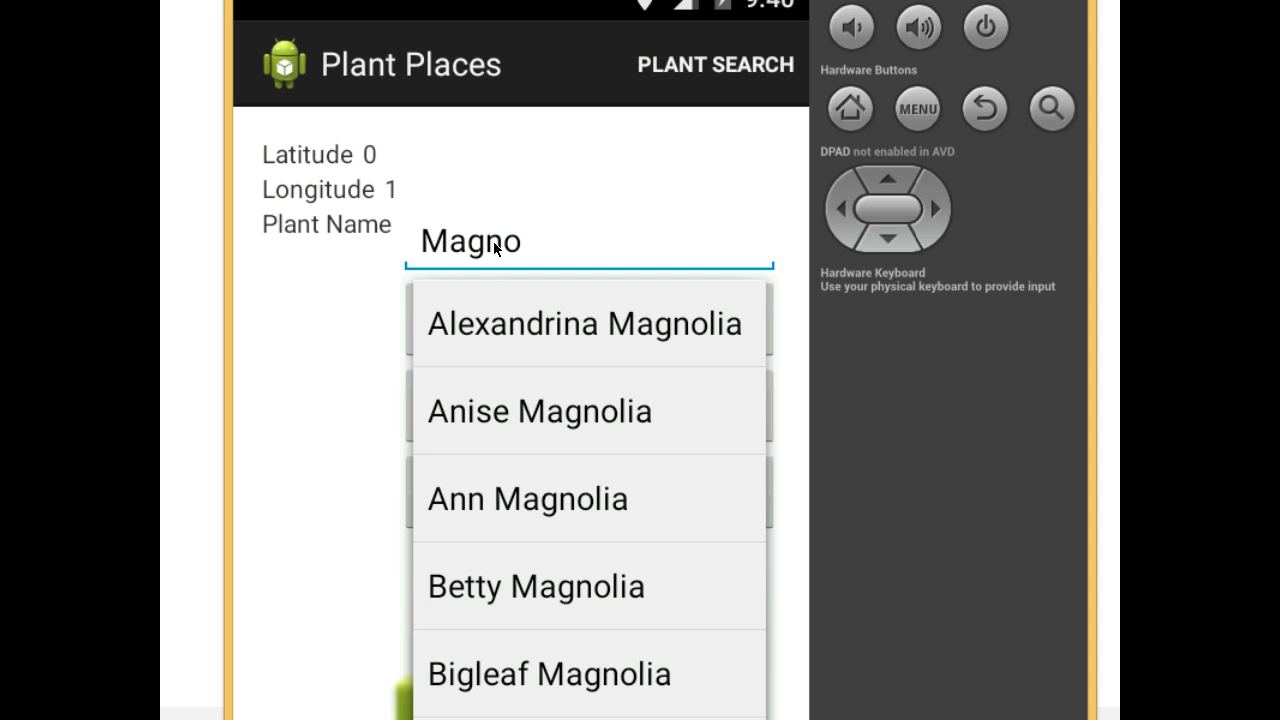 9:40
Plant Places
PLANT SEARCH
Latitude 0
Longitude 1
Plant Name
Magno
Alexandrina Magnolia
Anise Magnolia
Ann Magnolia
Betty Magnolia
Bigleaf Magnolia
Hardware Buttons
MENU
DPAD not enabled in AVD
Hardware Keyboard
Use your physical keyboard to provide input